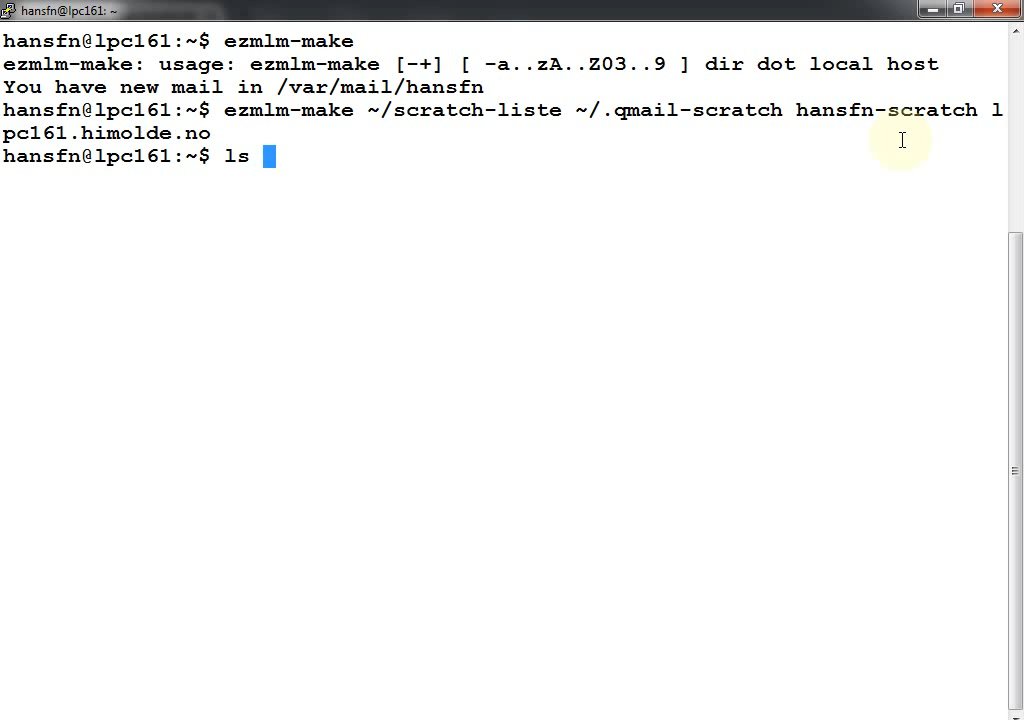 hansfn@lpc161: ~
hansfn@lpc161:~$ ezmlm-make
ezmlm-make: usage: ezmlm-make [-+] [ -a..zA..Z03..9 ] dir dot local host
You have new mail in /var/mail/hansfn
hansfn@lpc161:~$ ezmlm-make ~/scratch-liste ~/.qmail-scratch hansfn-scratch l
pc161.himolde.no
hansfn@lpc161:~$ ls